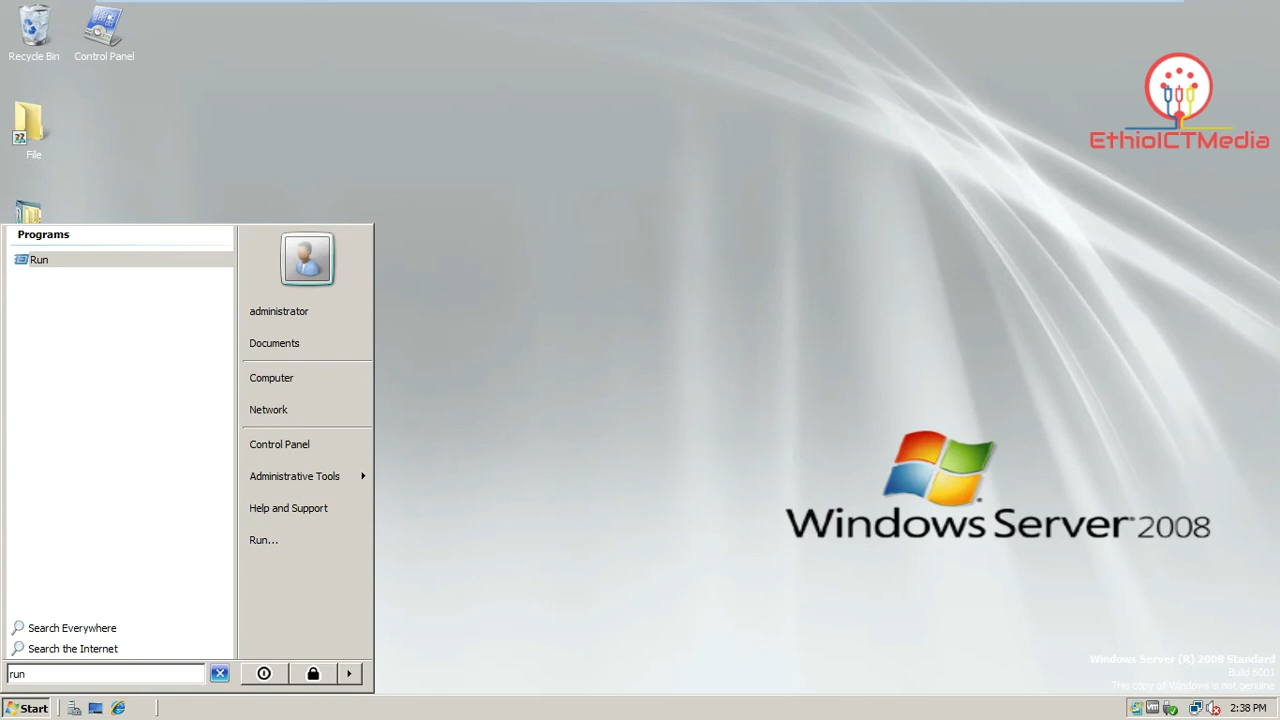 Recycle Bin
Control Panel
EthioICTMedia
File
Programs
Run
administrator
Documents
Computer
Network
Control Panel
Administrative Tools
Help and Support
Run...
Search Everywhere
Search the Internet
run
Windows Server 2008
Windows Server (R) 2008 Standard
Build 6001
This copy of Windows is not genuine
Start
2:38 PM